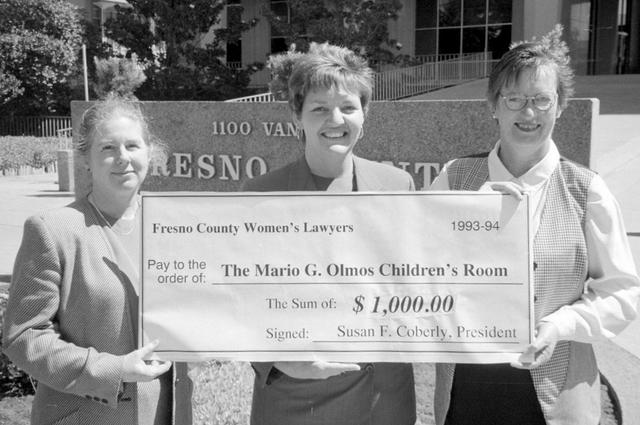 1100 VAN
FRESNO
Fresno County Women's Lawyers 1993-94
Pay to the order of: The Mario G. Olmos Children's Room
The Sum of: $ 1,000.00
Signed: Susan F. Coberly, President